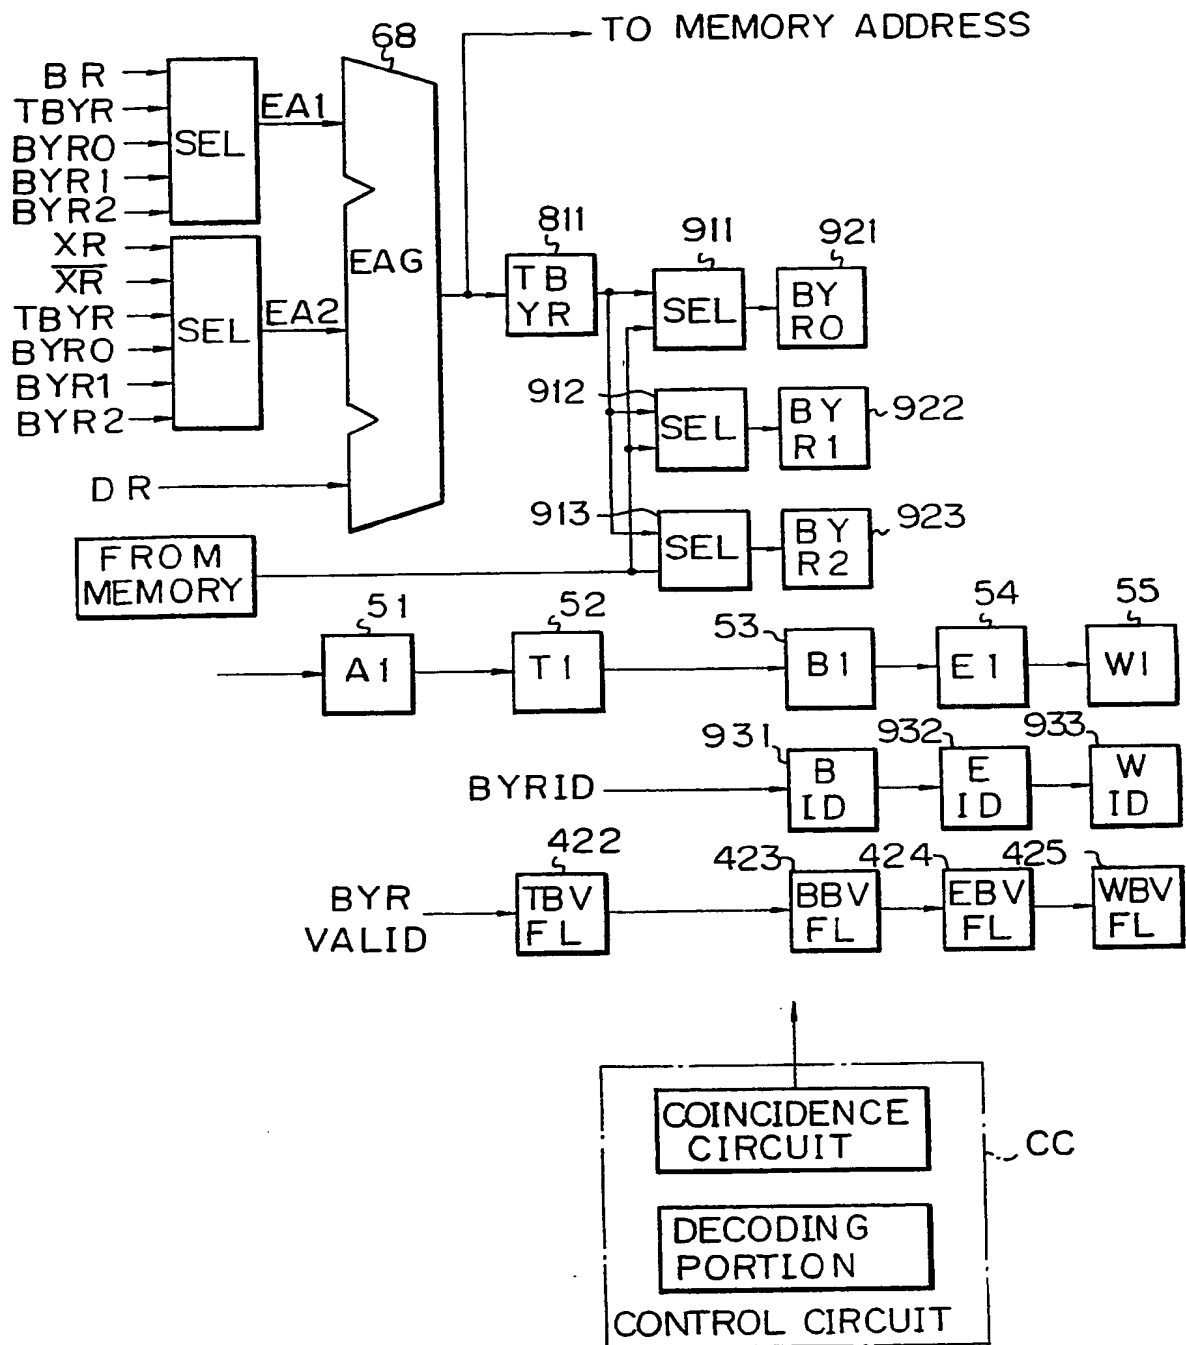 TO MEMORY ADDRESS
68
BR
TBYR
BYR0
BYR1
BYR2
SEL
EA1
XR
X̅R̅
TBYR
BYR0
BYR1
BYR2
SEL
EA2
EAG
DR
FROM
MEMORY
811
TB
YR
911
SEL
921
BY
R0
912
SEL
BY
R1
922
913
SEL
BY
R2
923
51
A1
52
T1
53
B1
54
E1
55
W1
BYRID
931
B
ID
932
E
ID
933
W
ID
BYR
VALID
422
TBV
FL
423
BBV
FL
424
EBV
FL
425
WBV
FL
COINCIDENCE
CIRCUIT
CC
DECODING
PORTION
CONTROL CIRCUIT